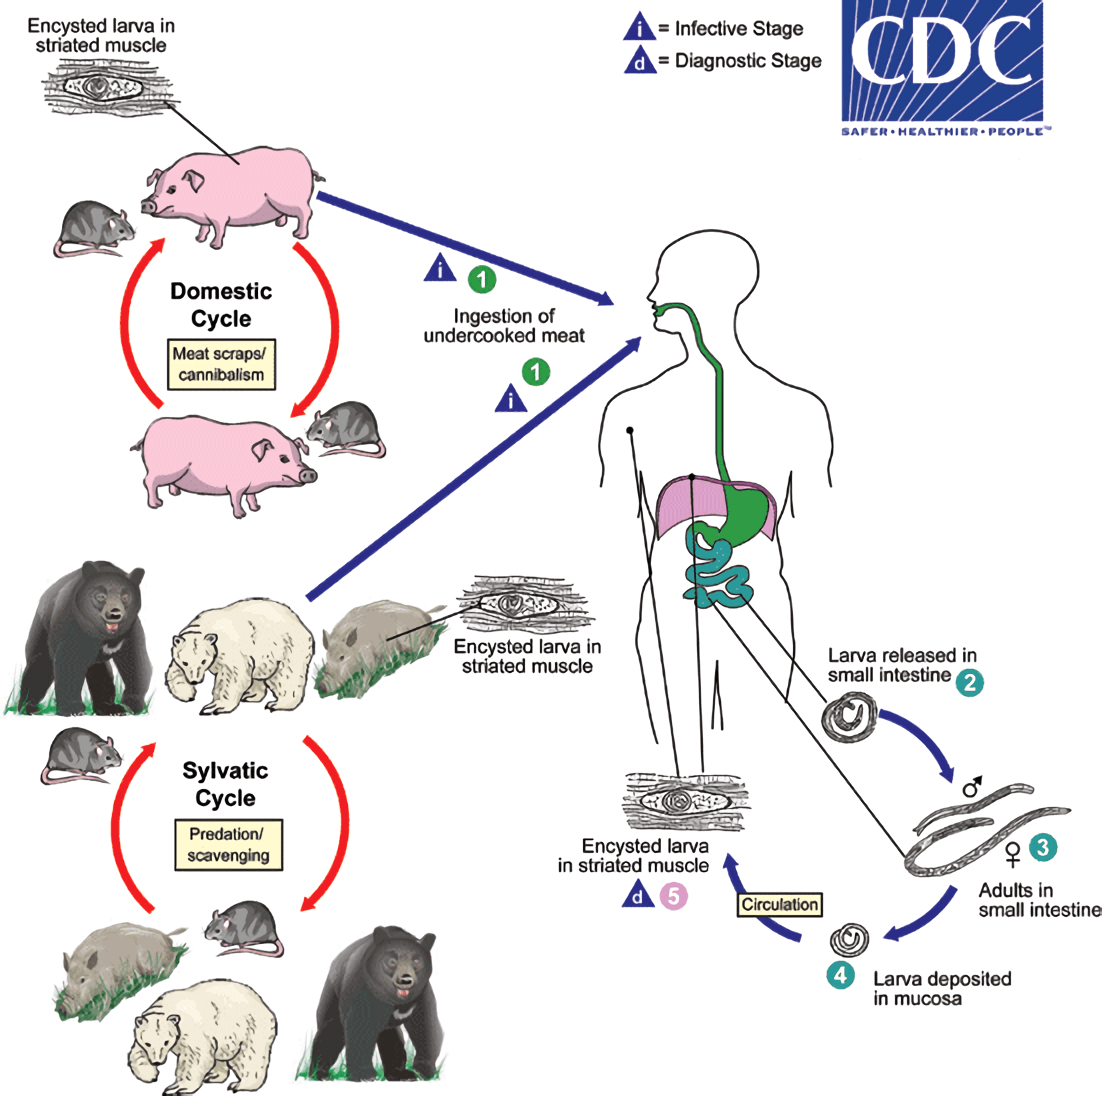 Encysted larva in
striated muscle
i = Infective Stage
d = Diagnostic Stage
CDC
SAFER • HEALTHIER • PEOPLE™
Domestic
Cycle
Meat scraps/
cannibalism
i 1
Ingestion of
undercooked meat
1
i
Encysted larva in
striated muscle
Sylvatic
Cycle
Predation/
scavenging
Larva released in
small intestine 2
♂
♀ 3
Adults in
small intestine
Encysted larva
in striated muscle
d 5
Circulation
4
Larva deposited
in mucosa